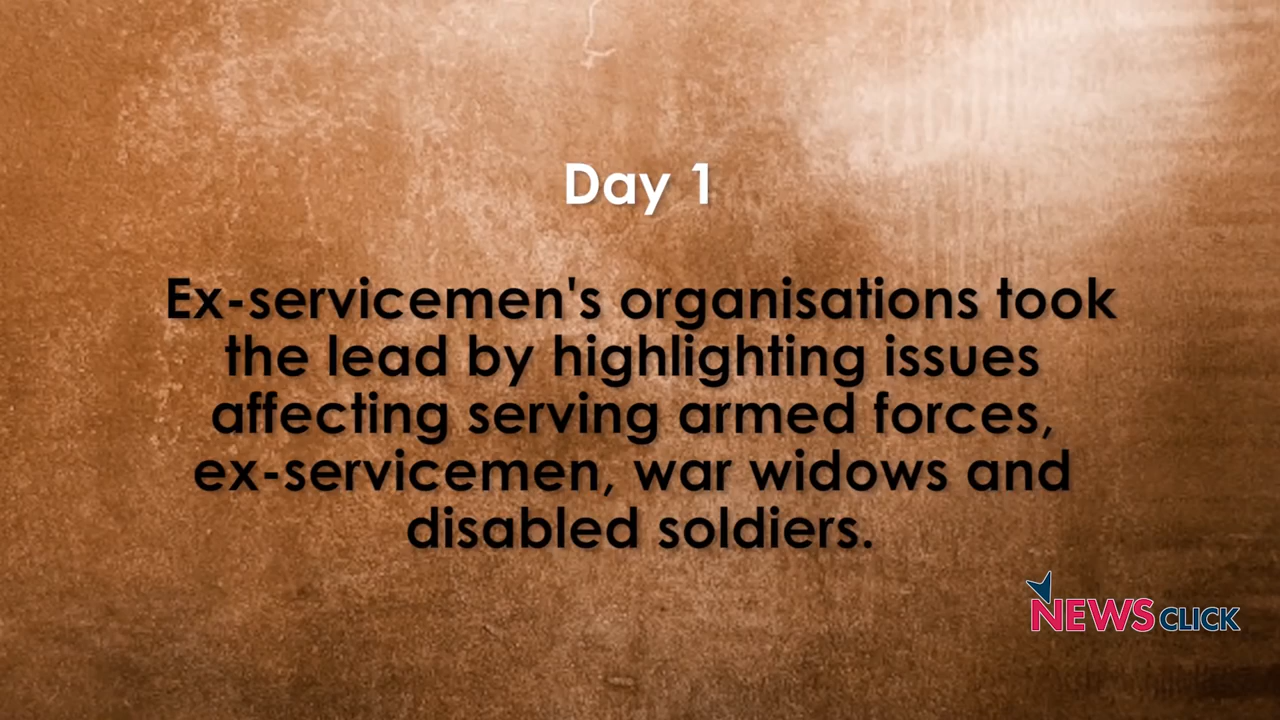 Day 1
Ex-servicemen's organisations took
the lead by highlighting issues
affecting serving armed forces,
ex-servicemen, war widows and
disabled soldiers.
NEWSCLICK